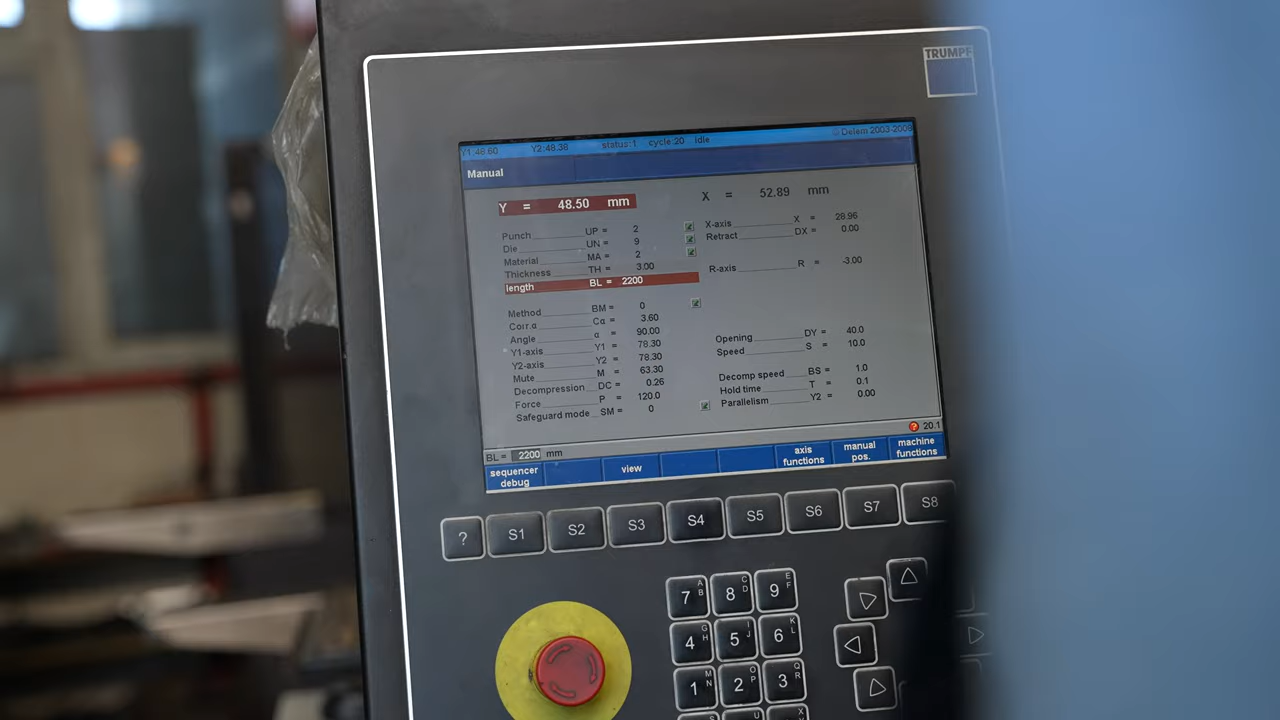 TRUMPF
Y1:48.60 Y2:48.38 status:1 cycle:20 idle Delem 2003-2008
Manual
Y = 48.50 mm X = 52.89 mm
Punch UP = 2 X-axis X = 28.96
Die UN = 9 Retract DX = 0.00
Material MA = 2
Thickness TH = 3.00 R-axis R = -3.00
length BL = 2200
Method BM = 0
Corr.α Cα = 3.60
Angle α = 90.00 Opening DY = 40.0
Y1-axis Y1 = 78.30 Speed S = 10.0
Y2-axis Y2 = 78.30
Mute M = 63.30 Decomp speed BS = 1.0
Decompression DC = 0.26 Hold time T = 0.1
Force P = 120.0 Parallelism Y2 = 0.00
Safeguard mode SM = 0
? 20.1
BL = 2200 mm
sequencer debug view axis functions manual pos. machine functions
? S1 S2 S3 S4 S5 S6 S7 S8
7 A B 8 C D 9 E F
4 G H 5 I J 6 K L
1 M N 2 O P 3 Q R